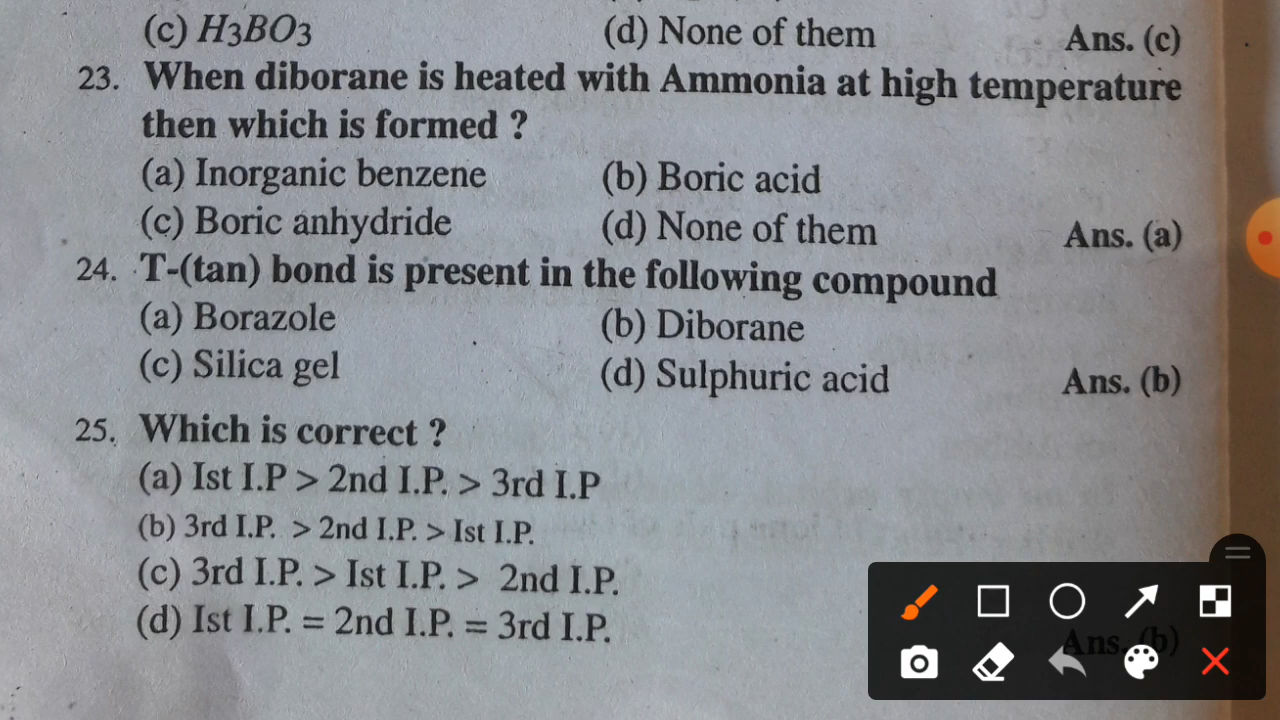 (c) H3BO3 (d) None of them Ans. (c)
23. When diborane is heated with Ammonia at high temperature
then which is formed ?
(a) Inorganic benzene (b) Boric acid
(c) Boric anhydride (d) None of them Ans. (a)
24. T-(tan) bond is present in the following compound
(a) Borazole (b) Diborane
(c) Silica gel (d) Sulphuric acid Ans. (b)
25. Which is correct ?
(a) Ist I.P > 2nd I.P. > 3rd I.P
(b) 3rd I.P. > 2nd I.P. > Ist I.P.
(c) 3rd I.P. > Ist I.P. > 2nd I.P.
(d) Ist I.P. = 2nd I.P. = 3rd I.P. Ans. (b)